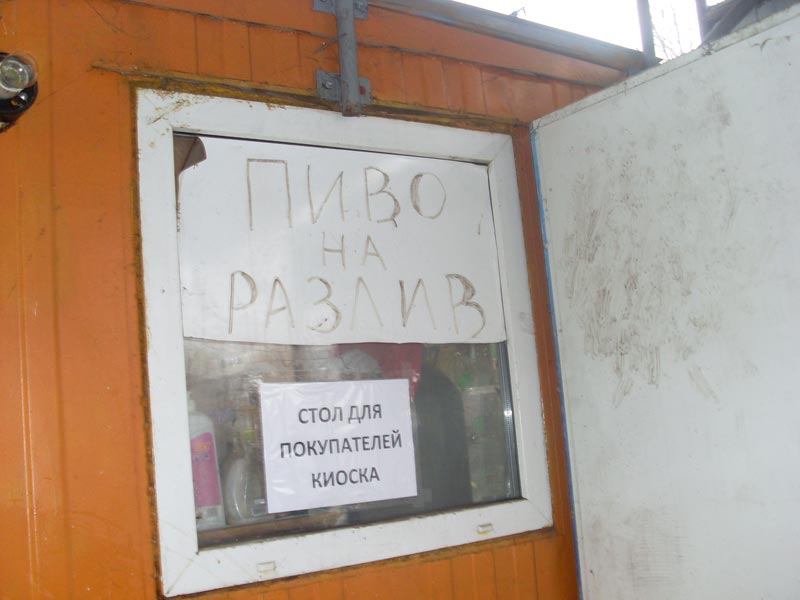 ПИВО
НА
РАЗЛИВ
СТОЛ ДЛЯ
ПОКУПАТЕЛЕЙ
КИОСКА